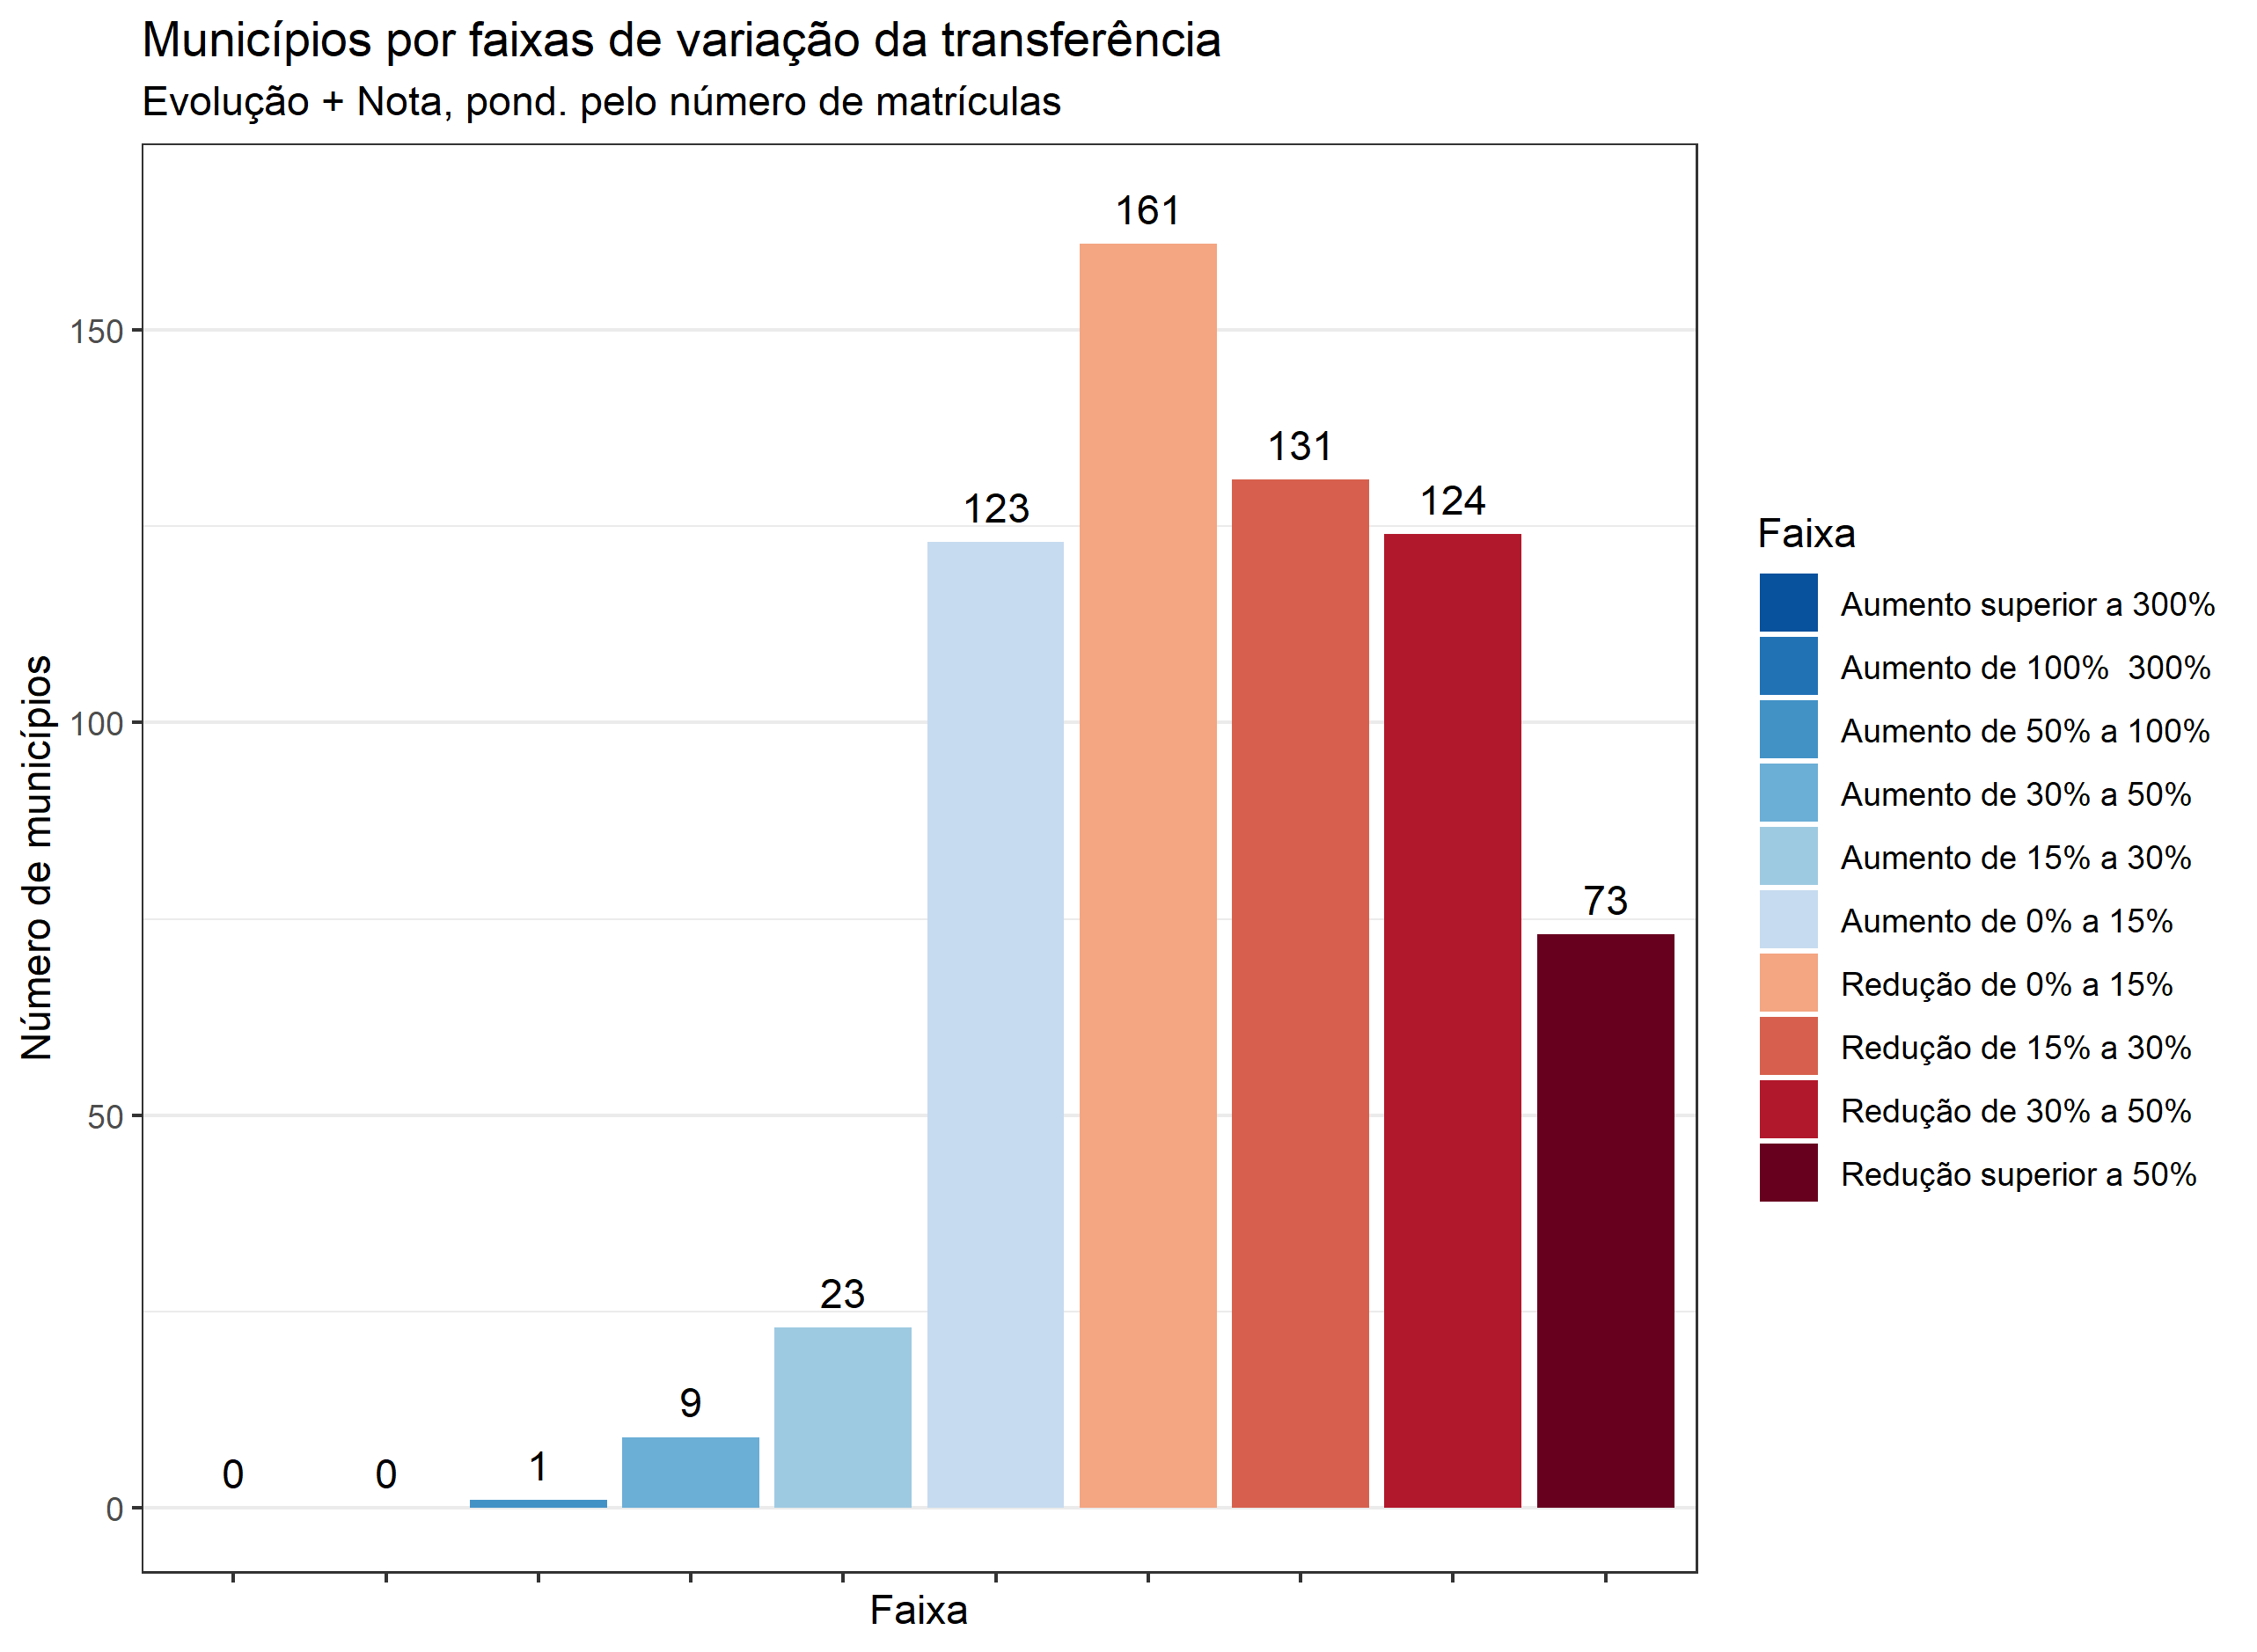 Municípios por faixas de variação da transferência
Evolução + Nota, pond. pelo número de matrículas
Número de municípios
150
100
50
0
0
0
1
9
23
123
161
131
124
73
Faixa
Faixa
Aumento superior a 300%
Aumento de 100%  300%
Aumento de 50% a 100%
Aumento de 30% a 50%
Aumento de 15% a 30%
Aumento de 0% a 15%
Redução de 0% a 15%
Redução de 15% a 30%
Redução de 30% a 50%
Redução superior a 50%